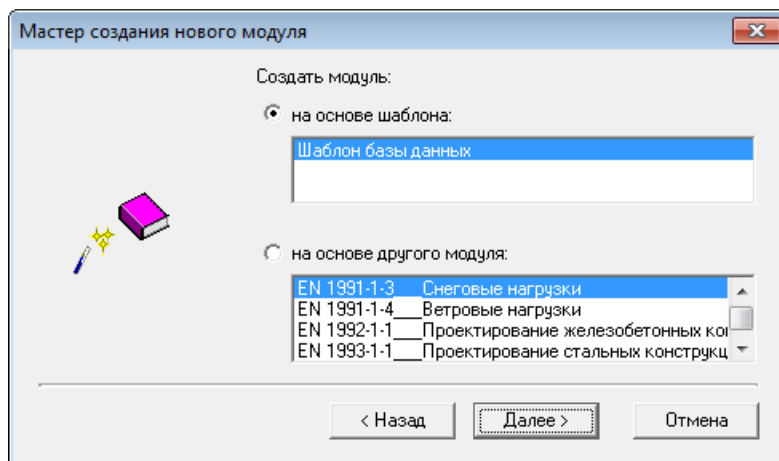 Мастер создания нового модуля
Создать модуль:
на основе шаблона:
Шаблон базы данных
на основе другого модуля:
EN 1991-1-3___Снеговые нагрузки
EN 1991-1-4___Ветровые нагрузки
EN 1992-1-1___Проектирование железобетонных кон
EN 1993-1-1___Проектирование стальных конструкц
< Назад
Далее >
Отмена